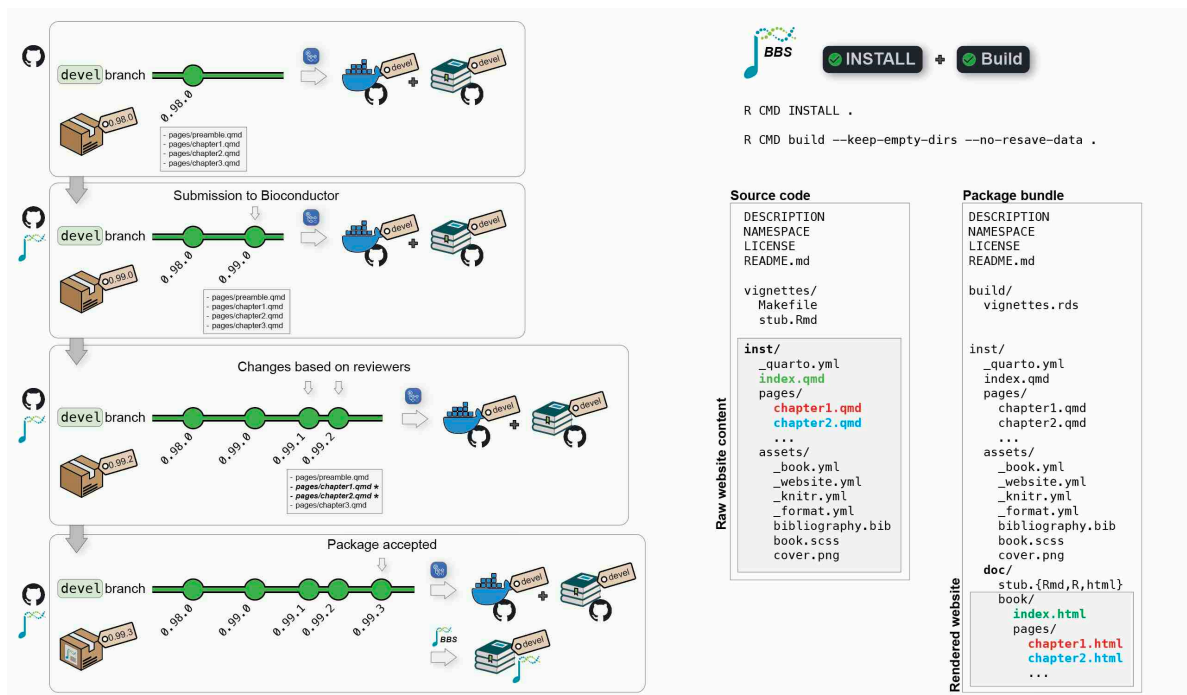 devel branch
0.98.0
devel
+
devel
0.98.0
- pages/preamble.qmd
- pages/chapter1.qmd
- pages/chapter2.qmd
- pages/chapter3.qmd
Submission to Bioconductor
devel branch
0.98.0
0.99.0
devel
+
devel
0.99.0
- pages/preamble.qmd
- pages/chapter1.qmd
- pages/chapter2.qmd
- pages/chapter3.qmd
Changes based on reviewers
devel branch
0.98.0
0.99.0
0.99.1
0.99.2
devel
+
devel
0.99.2
- pages/preamble.qmd
- pages/chapter1.qmd *
- pages/chapter2.qmd *
- pages/chapter3.qmd
Package accepted
devel branch
0.98.0
0.99.0
0.99.1
0.99.2
0.99.3
devel
+
devel
0.99.3
BBS
devel
BBS
INSTALL + Build
R CMD INSTALL .
R CMD build --keep-empty-dirs --no-resave-data .
Source code
DESCRIPTION
NAMESPACE
LICENSE
README.md
vignettes/
Makefile
stub.Rmd
Raw website content
inst/
_quarto.yml
index.qmd
pages/
chapter1.qmd
chapter2.qmd
...
assets/
_book.yml
_website.yml
_knitr.yml
_format.yml
bibliography.bib
book.scss
cover.png
Package bundle
DESCRIPTION
NAMESPACE
LICENSE
README.md
build/
vignettes.rds
inst/
_quarto.yml
index.qmd
pages/
chapter1.qmd
chapter2.qmd
...
assets/
_book.yml
_website.yml
_knitr.yml
_format.yml
bibliography.bib
book.scss
cover.png
doc/
stub.{Rmd,R,html}
Rendered website
book/
index.html
pages/
chapter1.html
chapter2.html
...